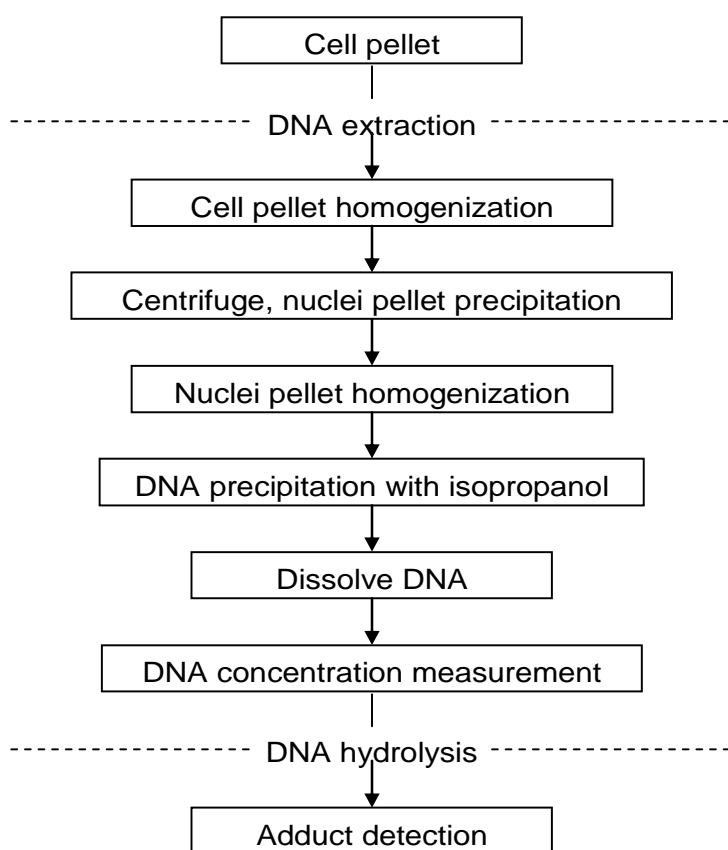 Cell pellet
DNA extraction
Cell pellet homogenization
Centrifuge, nuclei pellet precipitation
Nuclei pellet homogenization
DNA precipitation with isopropanol
Dissolve DNA
DNA concentration measurement
DNA hydrolysis
Adduct detection